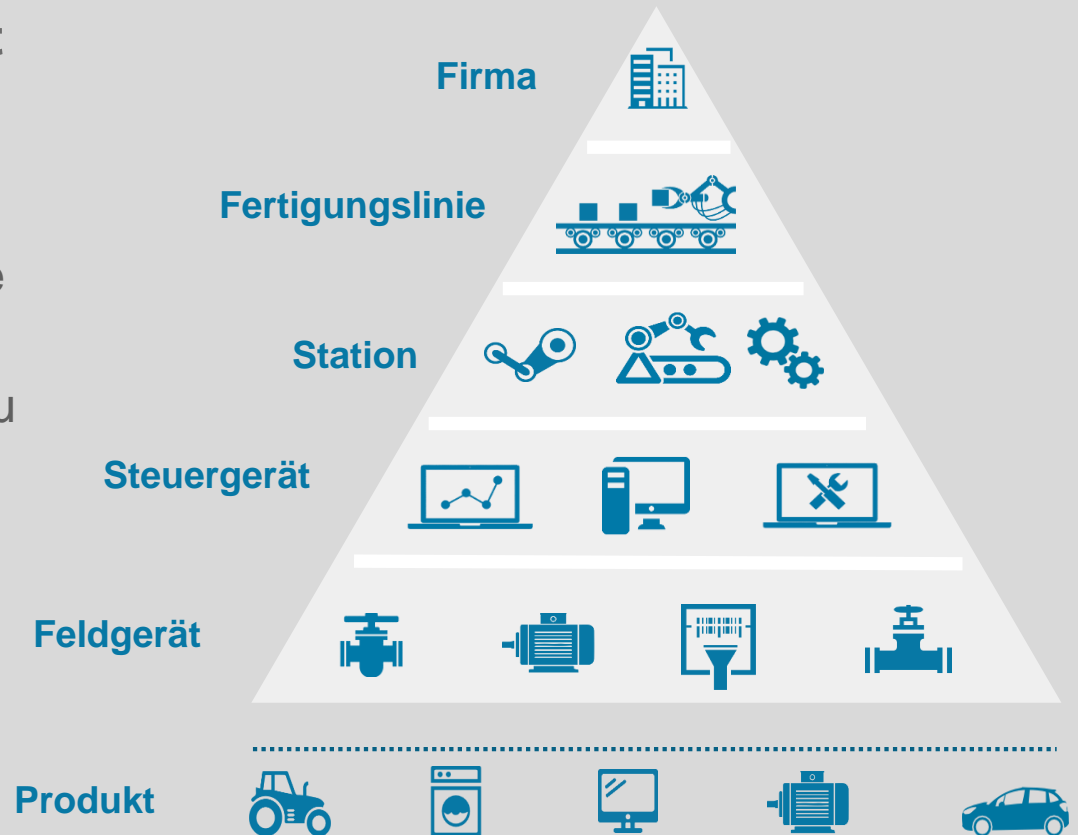 Firma
Fertigungslinie
Station
Steuergerät
Feldgerät
Produkt